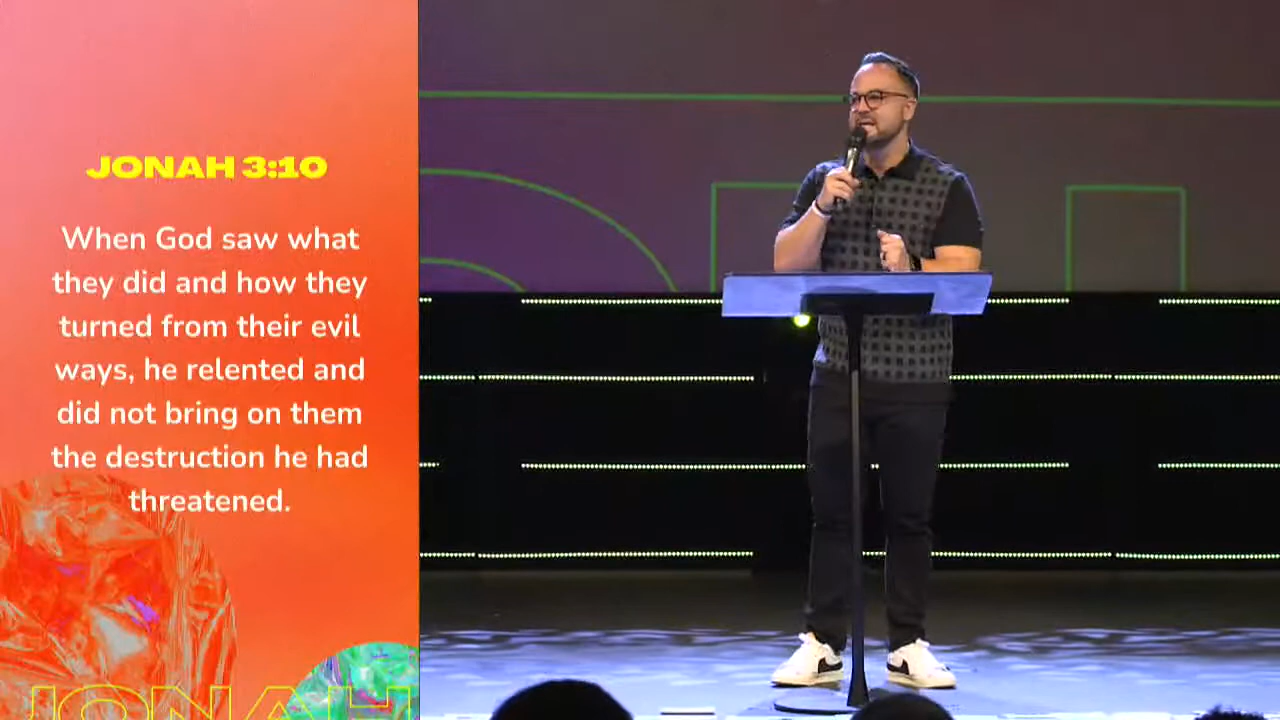 JONAH 3:10
When God saw what
they did and how they
turned from their evil
ways, he relented and
did not bring on them
the destruction he had
threatened.
JONAH